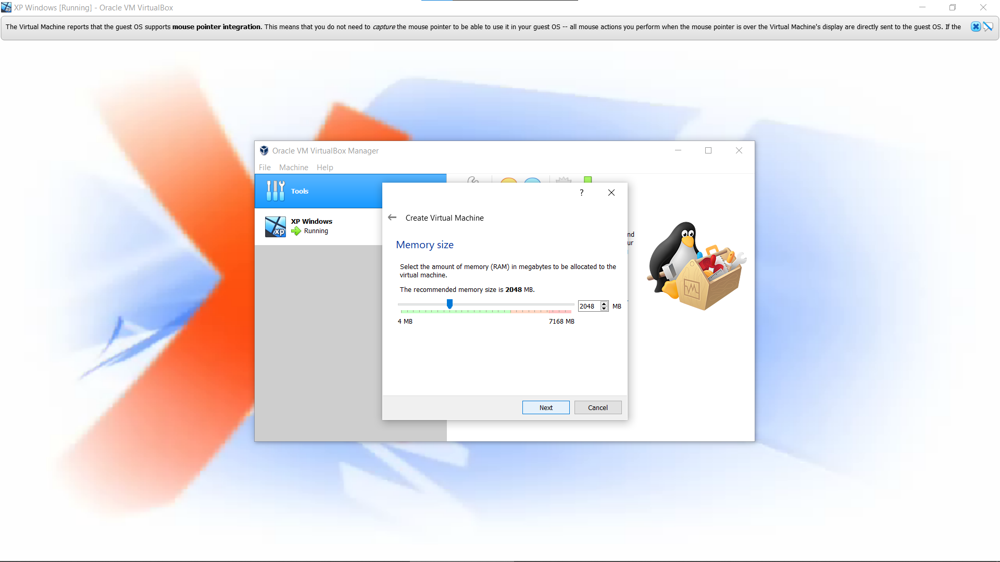 XP Windows [Running] - Oracle VM VirtualBox
The Virtual Machine reports that the guest OS supports mouse pointer integration. This means that you do not need to capture the mouse pointer to be able to use it in your guest OS -- all mouse actions you perform when the mouse pointer is over the Virtual Machine's display are directly sent to the guest OS. If the
Oracle VM VirtualBox Manager
File Machine Help
Tools
XP Windows
xp
Running
?
Create Virtual Machine
Memory size
Select the amount of memory (RAM) in megabytes to be allocated to the
virtual machine.
The recommended memory size is 2048 MB.
2048 MB
4 MB 7168 MB
Next Cancel
nd
ur